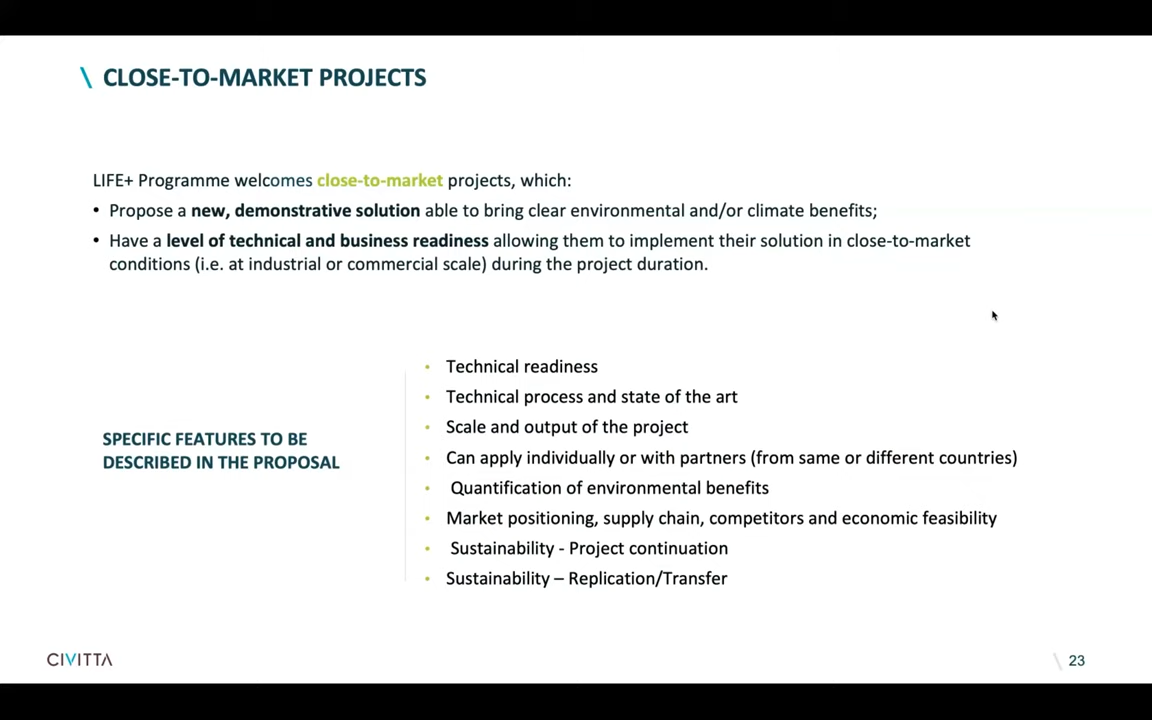 \ CLOSE-TO-MARKET PROJECTS
LIFE+ Programme welcomes close-to-market projects, which:
• Propose a new, demonstrative solution able to bring clear environmental and/or climate benefits;
• Have a level of technical and business readiness allowing them to implement their solution in close-to-market
conditions (i.e. at industrial or commercial scale) during the project duration.
SPECIFIC FEATURES TO BE
DESCRIBED IN THE PROPOSAL
• Technical readiness
• Technical process and state of the art
• Scale and output of the project
• Can apply individually or with partners (from same or different countries)
• Quantification of environmental benefits
• Market positioning, supply chain, competitors and economic feasibility
• Sustainability - Project continuation
• Sustainability – Replication/Transfer
CIVITTA
\ 23